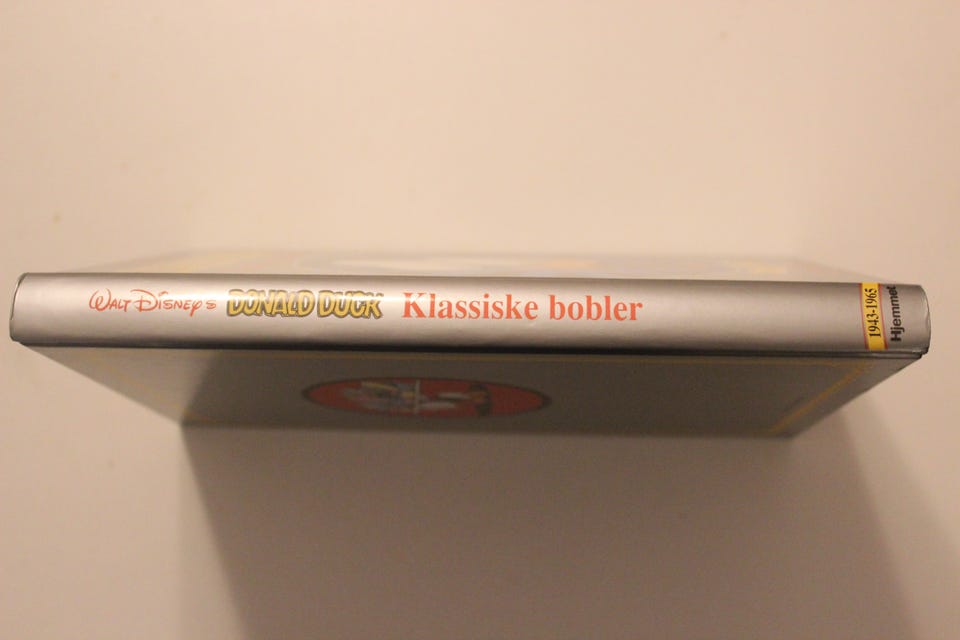 Walt Disney's DONALD DUCK Klassiske bobler
1943-1965
Hjemmet